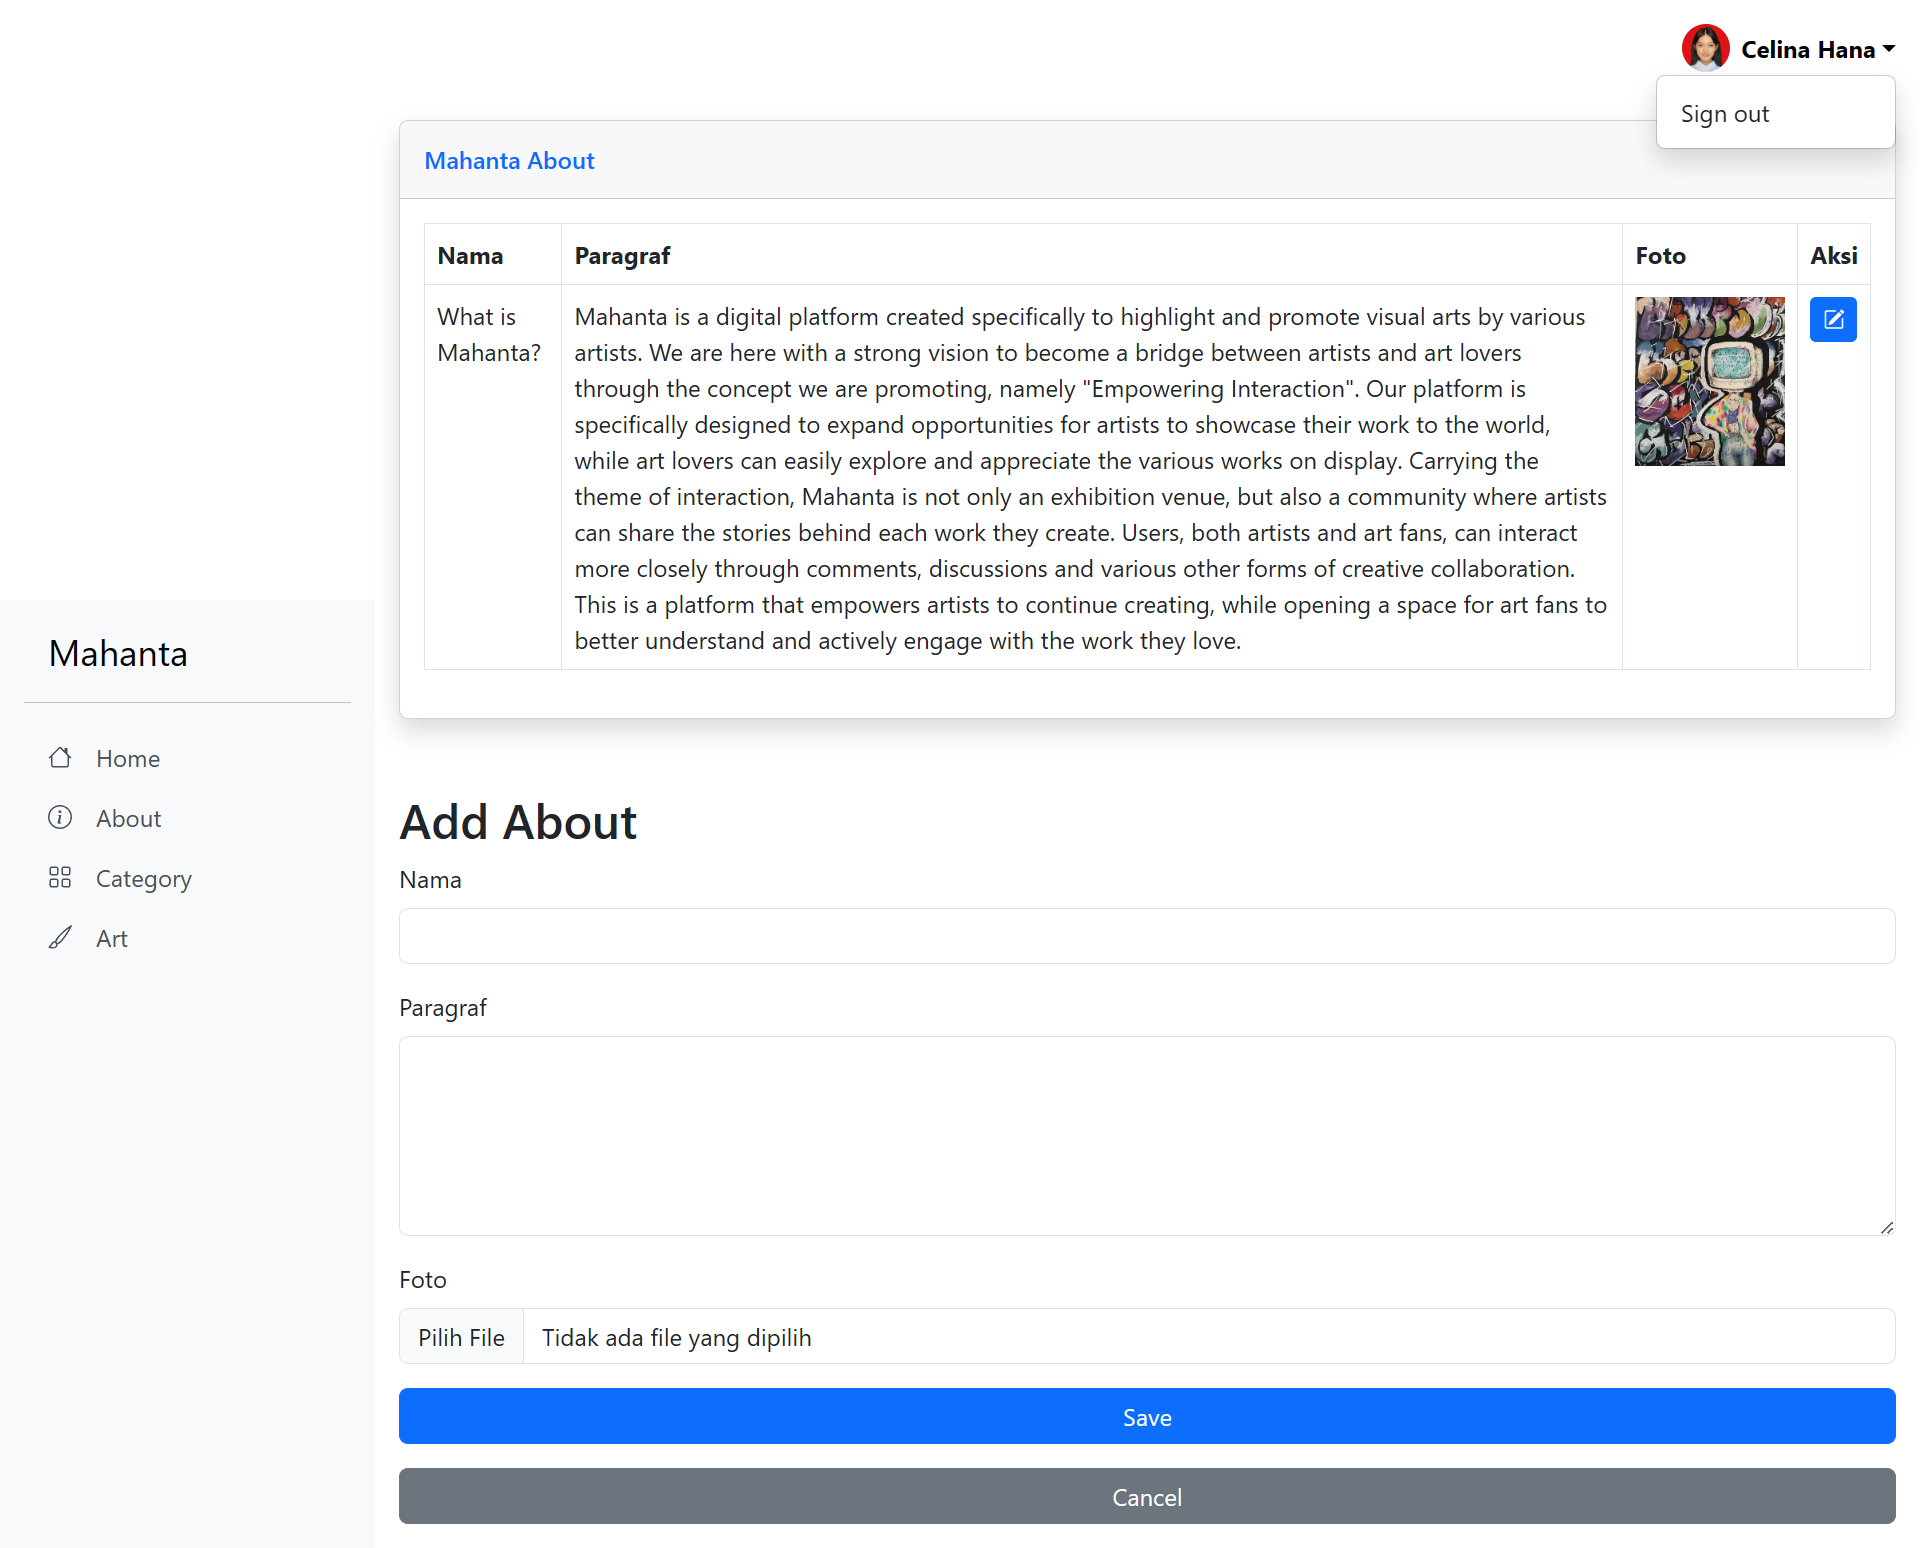 Celina Hana
Sign out
Mahanta About
Nama
Paragraf
Foto
Aksi
What is
Mahanta?
Mahanta is a digital platform created specifically to highlight and promote visual arts by various
artists. We are here with a strong vision to become a bridge between artists and art lovers
through the concept we are promoting, namely "Empowering Interaction". Our platform is
specifically designed to expand opportunities for artists to showcase their work to the world,
while art lovers can easily explore and appreciate the various works on display. Carrying the
theme of interaction, Mahanta is not only an exhibition venue, but also a community where artists
can share the stories behind each work they create. Users, both artists and art fans, can interact
more closely through comments, discussions and various other forms of creative collaboration.
This is a platform that empowers artists to continue creating, while opening a space for art fans to
better understand and actively engage with the work they love.
Mahanta
Home
About
Category
Art
Add About
Nama
Paragraf
Foto
Pilih File
Tidak ada file yang dipilih
Save
Cancel